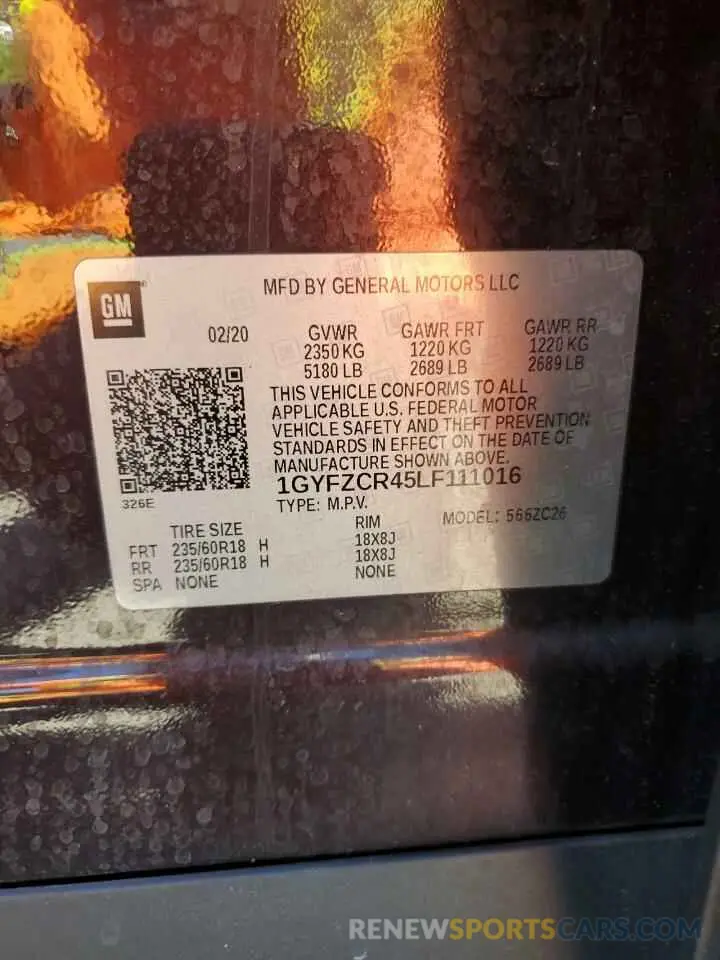 MFD BY GENERAL MOTORS LLC
GM
02/20
GVWR GAWR FRT GAWR RR
2350 KG 1220 KG 1220 KG
5180 LB 2689 LB 2689 LB
THIS VEHICLE CONFORMS TO ALL
APPLICABLE U.S. FEDERAL MOTOR
VEHICLE SAFETY AND THEFT PREVENTION
STANDARDS IN EFFECT ON THE DATE OF
MANUFACTURE SHOWN ABOVE.
1GYFZCR45LF111016
326E
TYPE: M.P.V.
MODEL: 566ZC26
TIRE SIZE RIM
FRT 235/60R18 H 18X8J
RR 235/60R18 H 18X8J
SPA NONE NONE
RENEWSPORTSCARS.COM